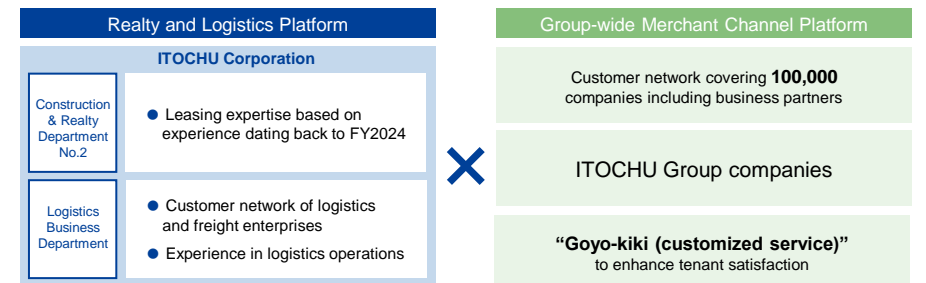 Realty and Logistics Platform
ITOCHU Corporation
Construction
& Realty
Department
No.2
● Leasing expertise based on
experience dating back to FY2024
Logistics
Business
Department
● Customer network of logistics
and freight enterprises
● Experience in logistics operations
×
Group-wide Merchant Channel Platform
Customer network covering 100,000
companies including business partners
ITOCHU Group companies
“Goyo-kiki (customized service)”
to enhance tenant satisfaction